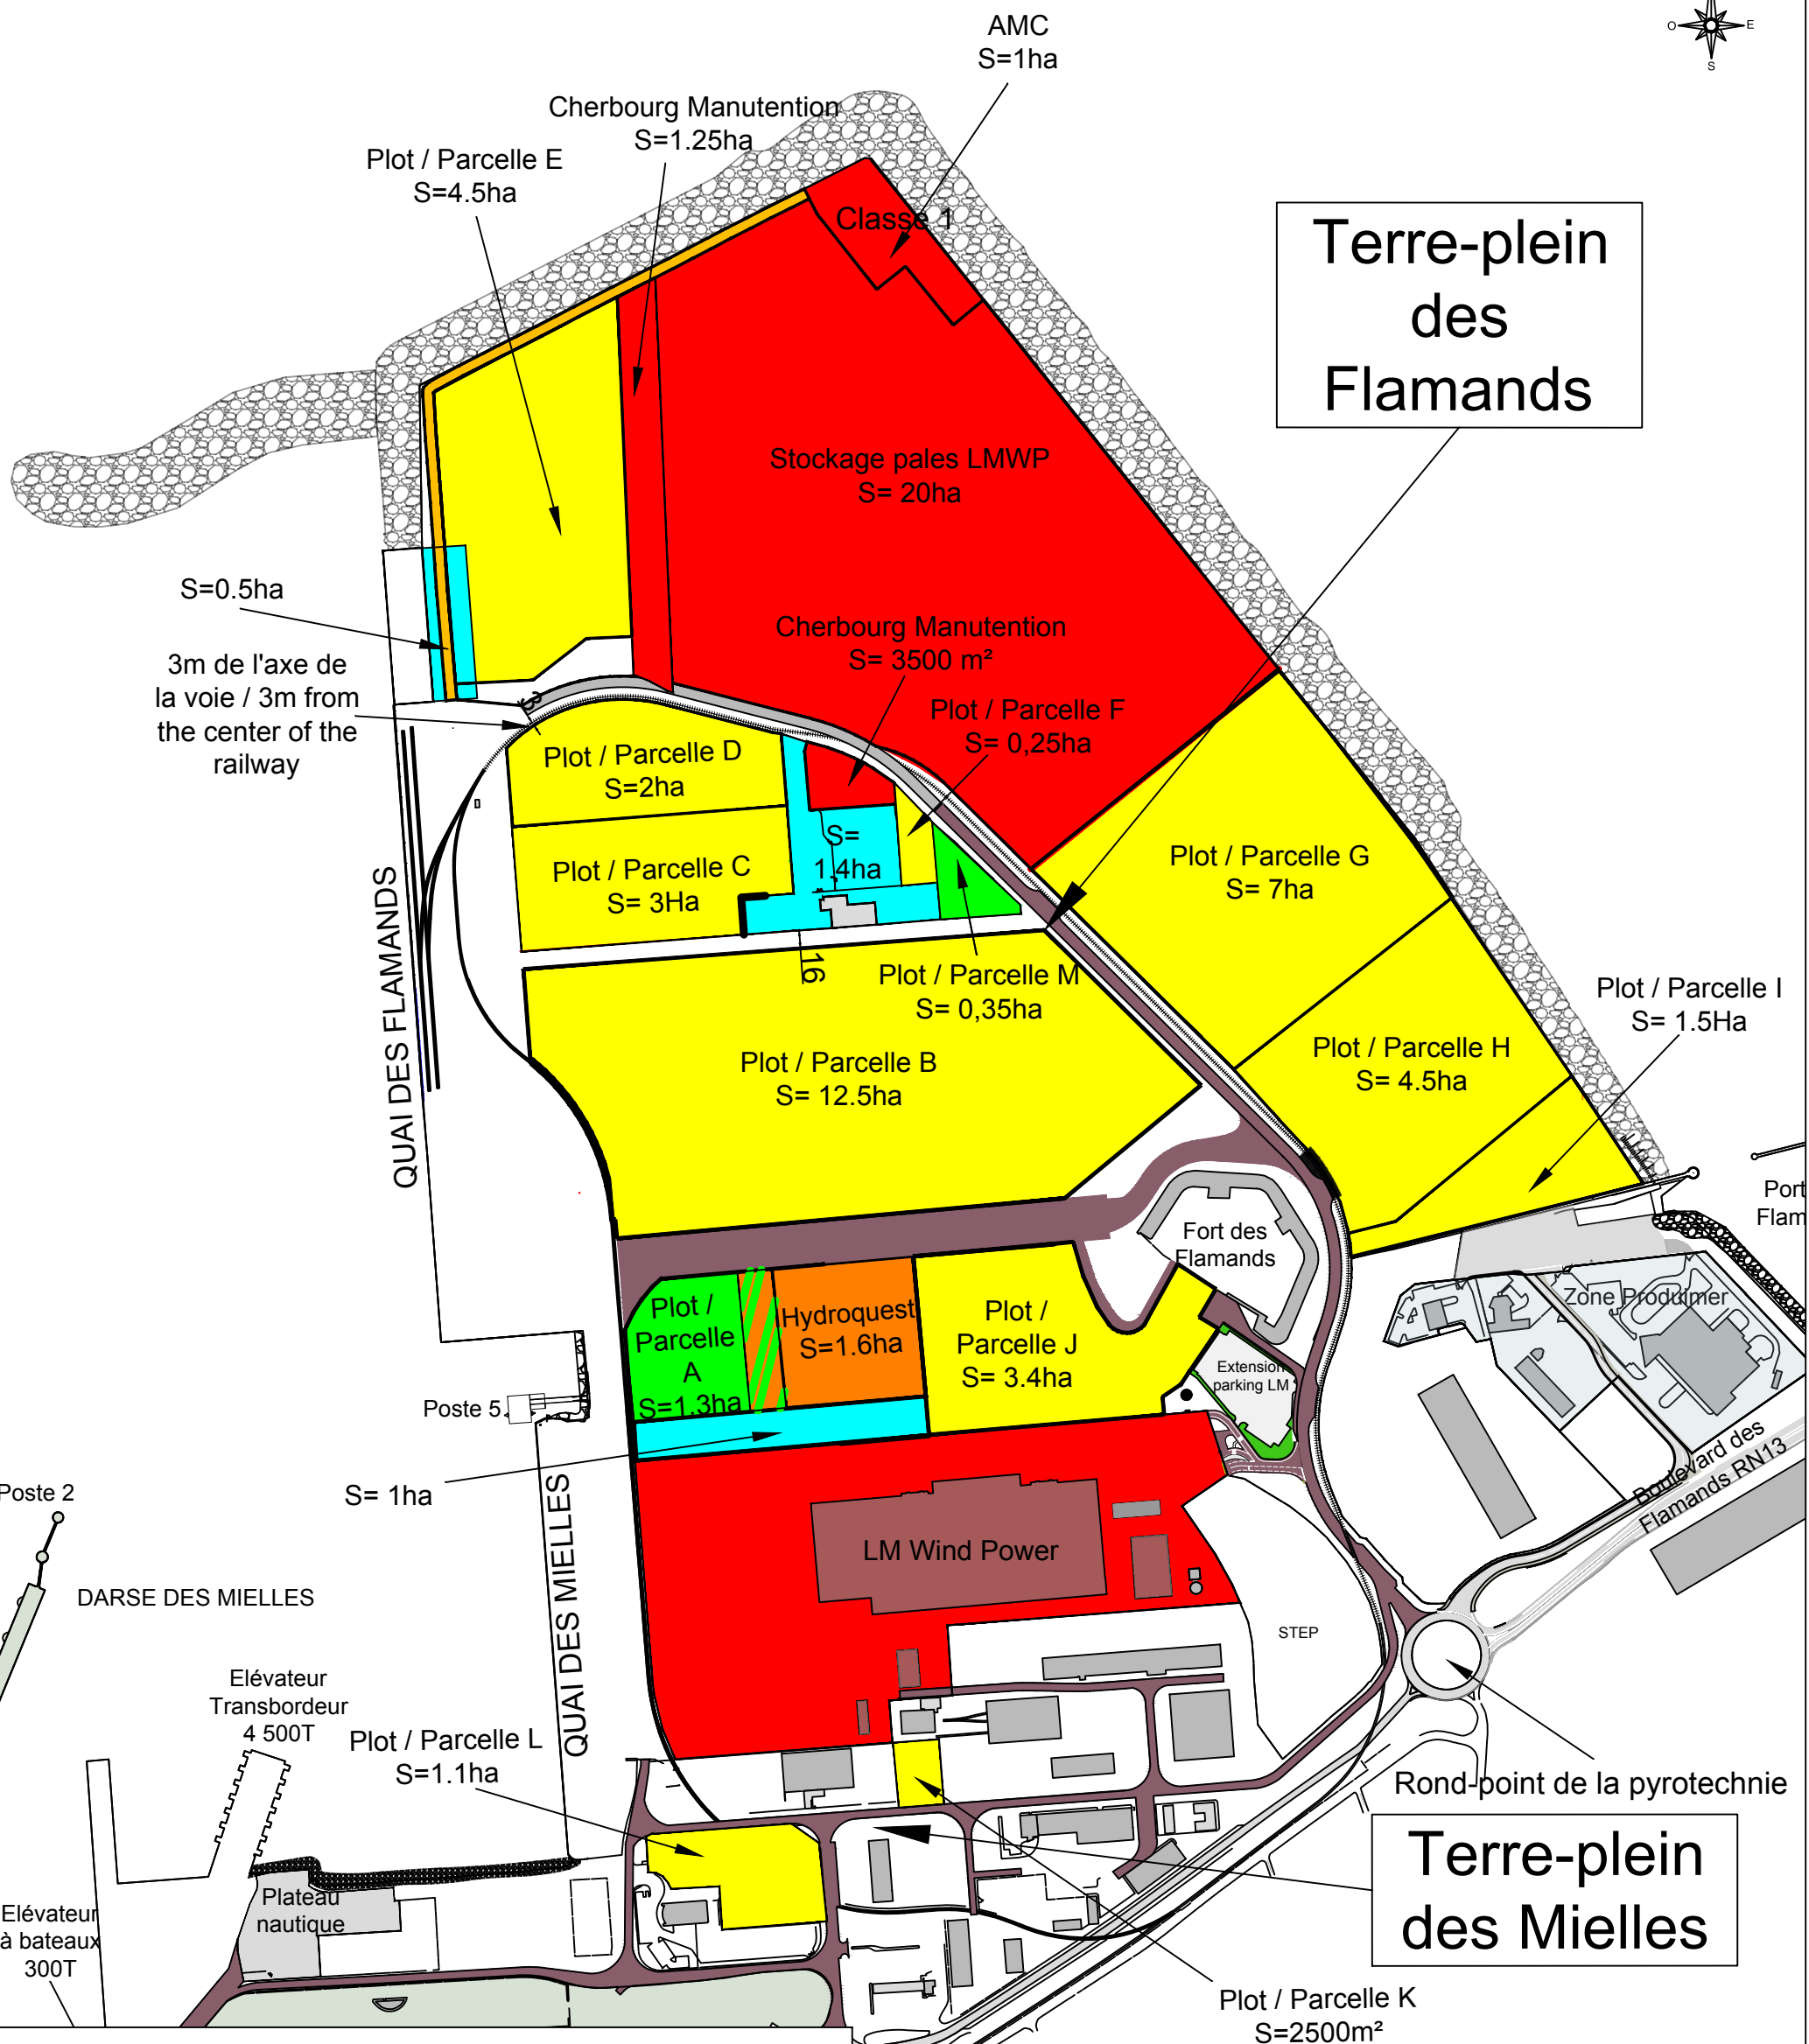 O
E
S
AMC
S=1ha
Cherbourg Manutention
S=1.25ha
Plot / Parcelle E
S=4.5ha
Classe 1
Terre-plein
des
Flamands
Stockage pales LMWP
S= 20ha
S=0.5ha
3m de l'axe de
la voie / 3m from
the center of the
railway
3
Cherbourg Manutention
S= 3500 m²
Plot / Parcelle F
S= 0,25ha
Plot / Parcelle D
S=2ha
S=
1.4ha
Plot / Parcelle C
S= 3Ha
Plot / Parcelle G
S= 7ha
QUAI DES FLAMANDS
16
Plot / Parcelle M
S= 0,35ha
Plot / Parcelle I
S= 1.5Ha
Plot / Parcelle B
S= 12.5ha
Plot / Parcelle H
S= 4.5ha
Port
Flam
Fort des
Flamands
Zone Produimer
Plot /
Parcelle
A
S=1.3ha
Hydroquest
S=1.6ha
Plot /
Parcelle J
S= 3.4ha
Extension
parking LM
Poste 5
Boulevard des
Flamands RN13
S= 1ha
Poste 2
LM Wind Power
DARSE DES MIELLES
QUAI DES MIELLES
STEP
Elévateur
Transbordeur
4 500T
Plot / Parcelle L
S=1.1ha
Rond-point de la pyrotechnie
Terre-plein
des Mielles
Plateau
nautique
Elévateur
à bateaux
300T
Plot / Parcelle K
S=2500m²